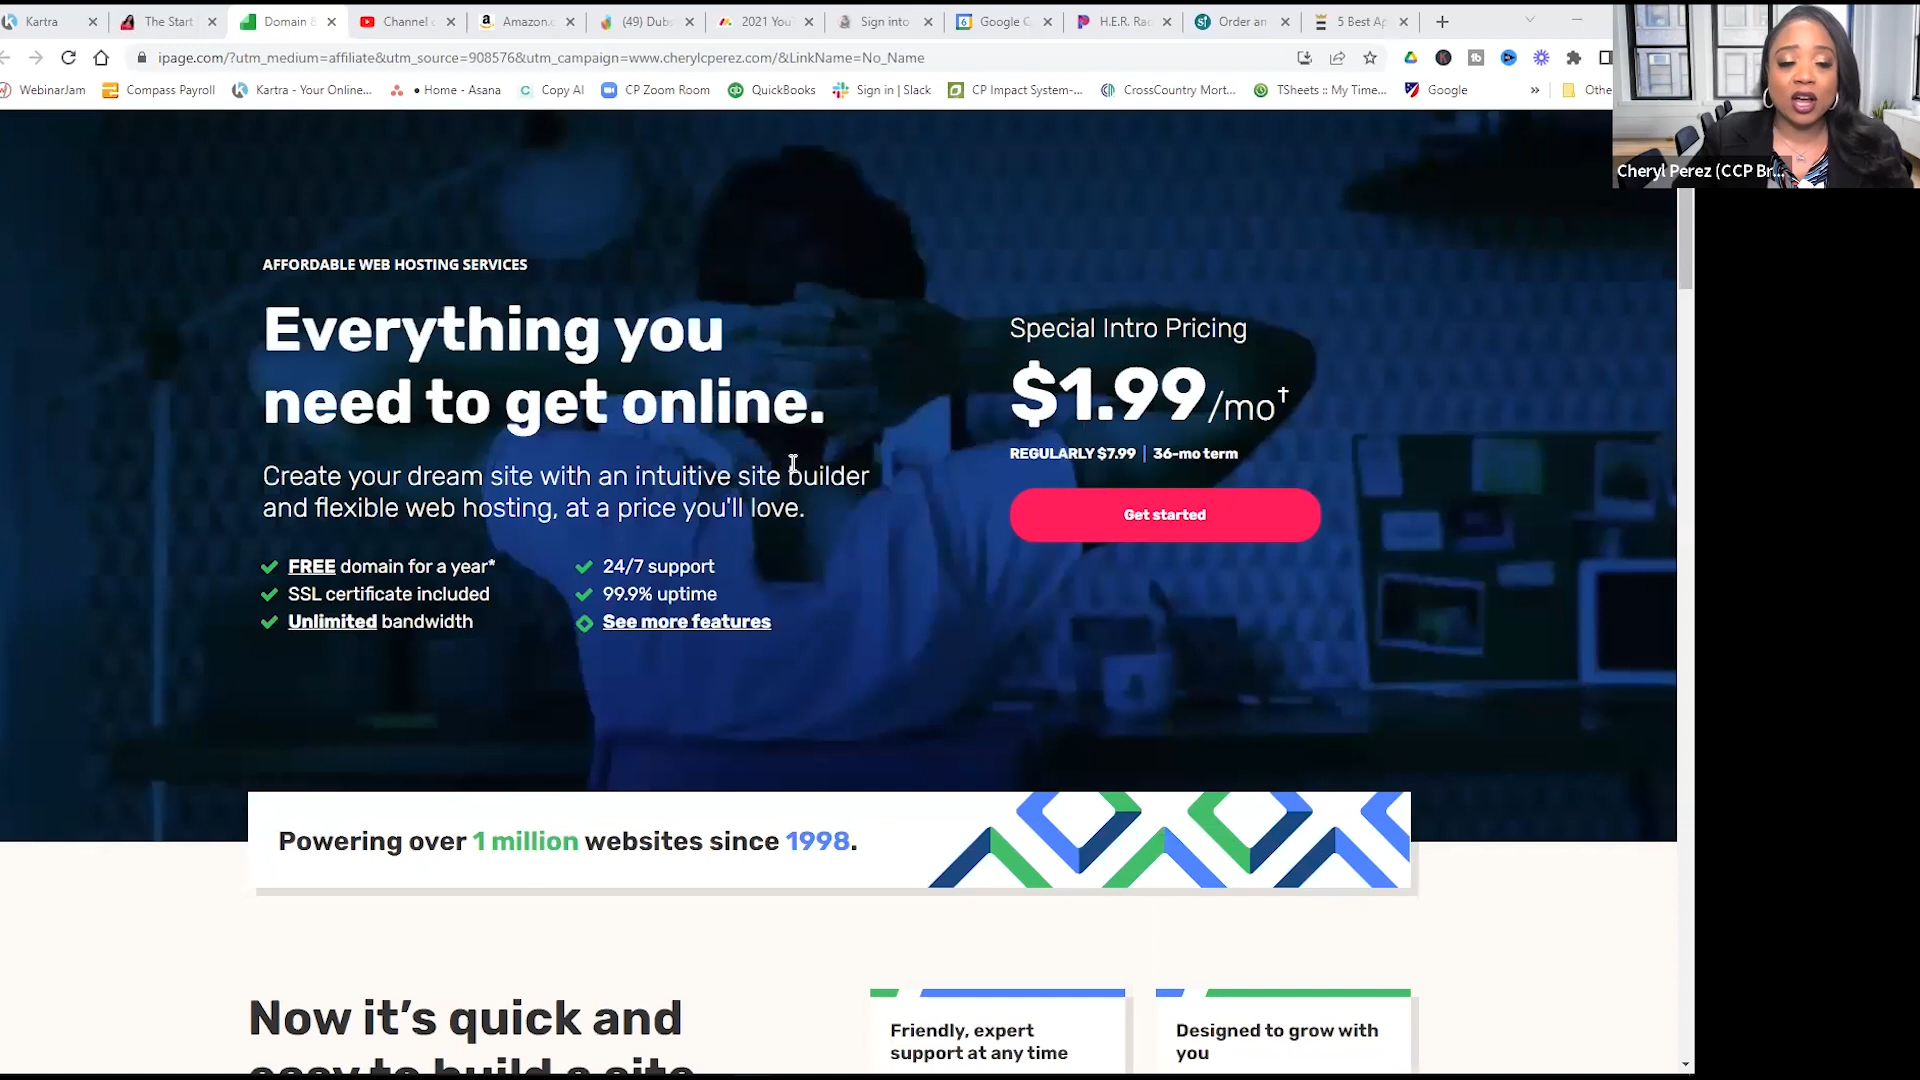 Kartra
The Start
Domain &
Channel c
Amazon.c
(49) Dubs
2021 You
Sign into
Google C
H.E.R. Ra
Order an
5 Best Ap
ipage.com/?utm_medium=affiliate&utm_source=908576&utm_campaign=www.cherylcperez.com/&LinkName=No_Name
WebinarJam
Compass Payroll
Kartra - Your Online...
• Home - Asana
Copy AI
CP Zoom Room
QuickBooks
Sign in | Slack
CP Impact System-...
CrossCountry Mort...
TSheets :: My Time...
Google
»
Othe
Cheryl Perez (CCP Br...
AFFORDABLE WEB HOSTING SERVICES
Everything you
need to get online.
Create your dream site with an intuitive site builder
and flexible web hosting, at a price you'll love.
FREE domain for a year*
SSL certificate included
Unlimited bandwidth
24/7 support
99.9% uptime
See more features
Special Intro Pricing
$1.99/mo†
REGULARLY $7.99 | 36-mo term
Get started
Powering over 1 million websites since 1998.
Now it's quick and
easy to build a site
Friendly, expert
support at any time
Designed to grow with
you